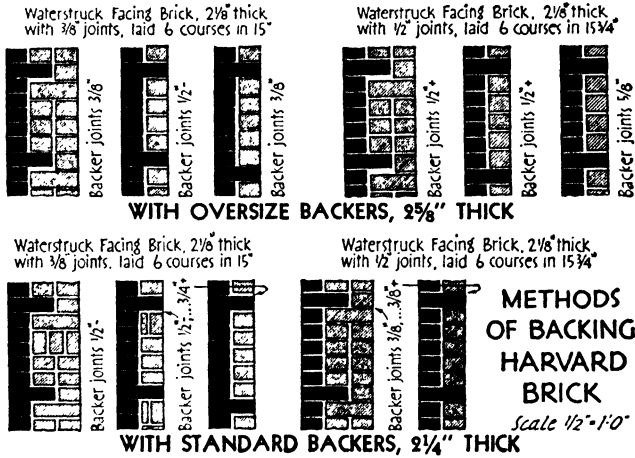 Waterstruck Facing Brick, 2⅛" thick
with ⅜" joints, laid 6 courses in 15"
Waterstruck Facing Brick, 2⅛" thick
with ½" joints, laid 6 courses in 15¾"
Backer joints ⅜"
Backer joints ½"-
Backer joints ⅜"
Backer joints ½"+
Backer joints ½"+
Backer joints ⅝"
WITH OVERSIZE BACKERS, 2⅝" THICK
Waterstruck Facing Brick, 2⅛" thick
with ⅜" joints, laid 6 courses in 15"
Waterstruck Facing Brick, 2⅛" thick
with ½" joints, laid 6 courses in 15¾"
Backer joints ½"-
Backer joints ½"-...¾"+
Backer joints ⅜"...⅜"+
METHODS
OF BACKING
HARVARD
BRICK
Scale ½"=1'-0"
WITH STANDARD BACKERS, 2¼" THICK